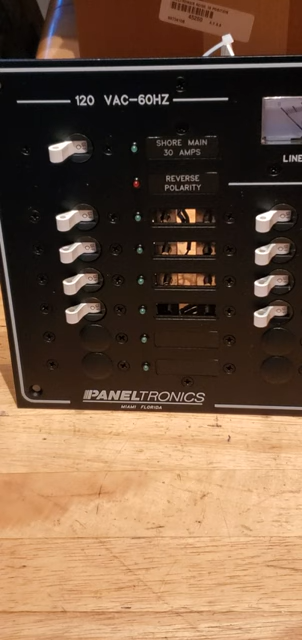 120 VAC-60HZ
SHORE MAIN
30 AMPS
LINE
REVERSE
POLARITY
PANELTRONICS
MIAMI FLORIDA